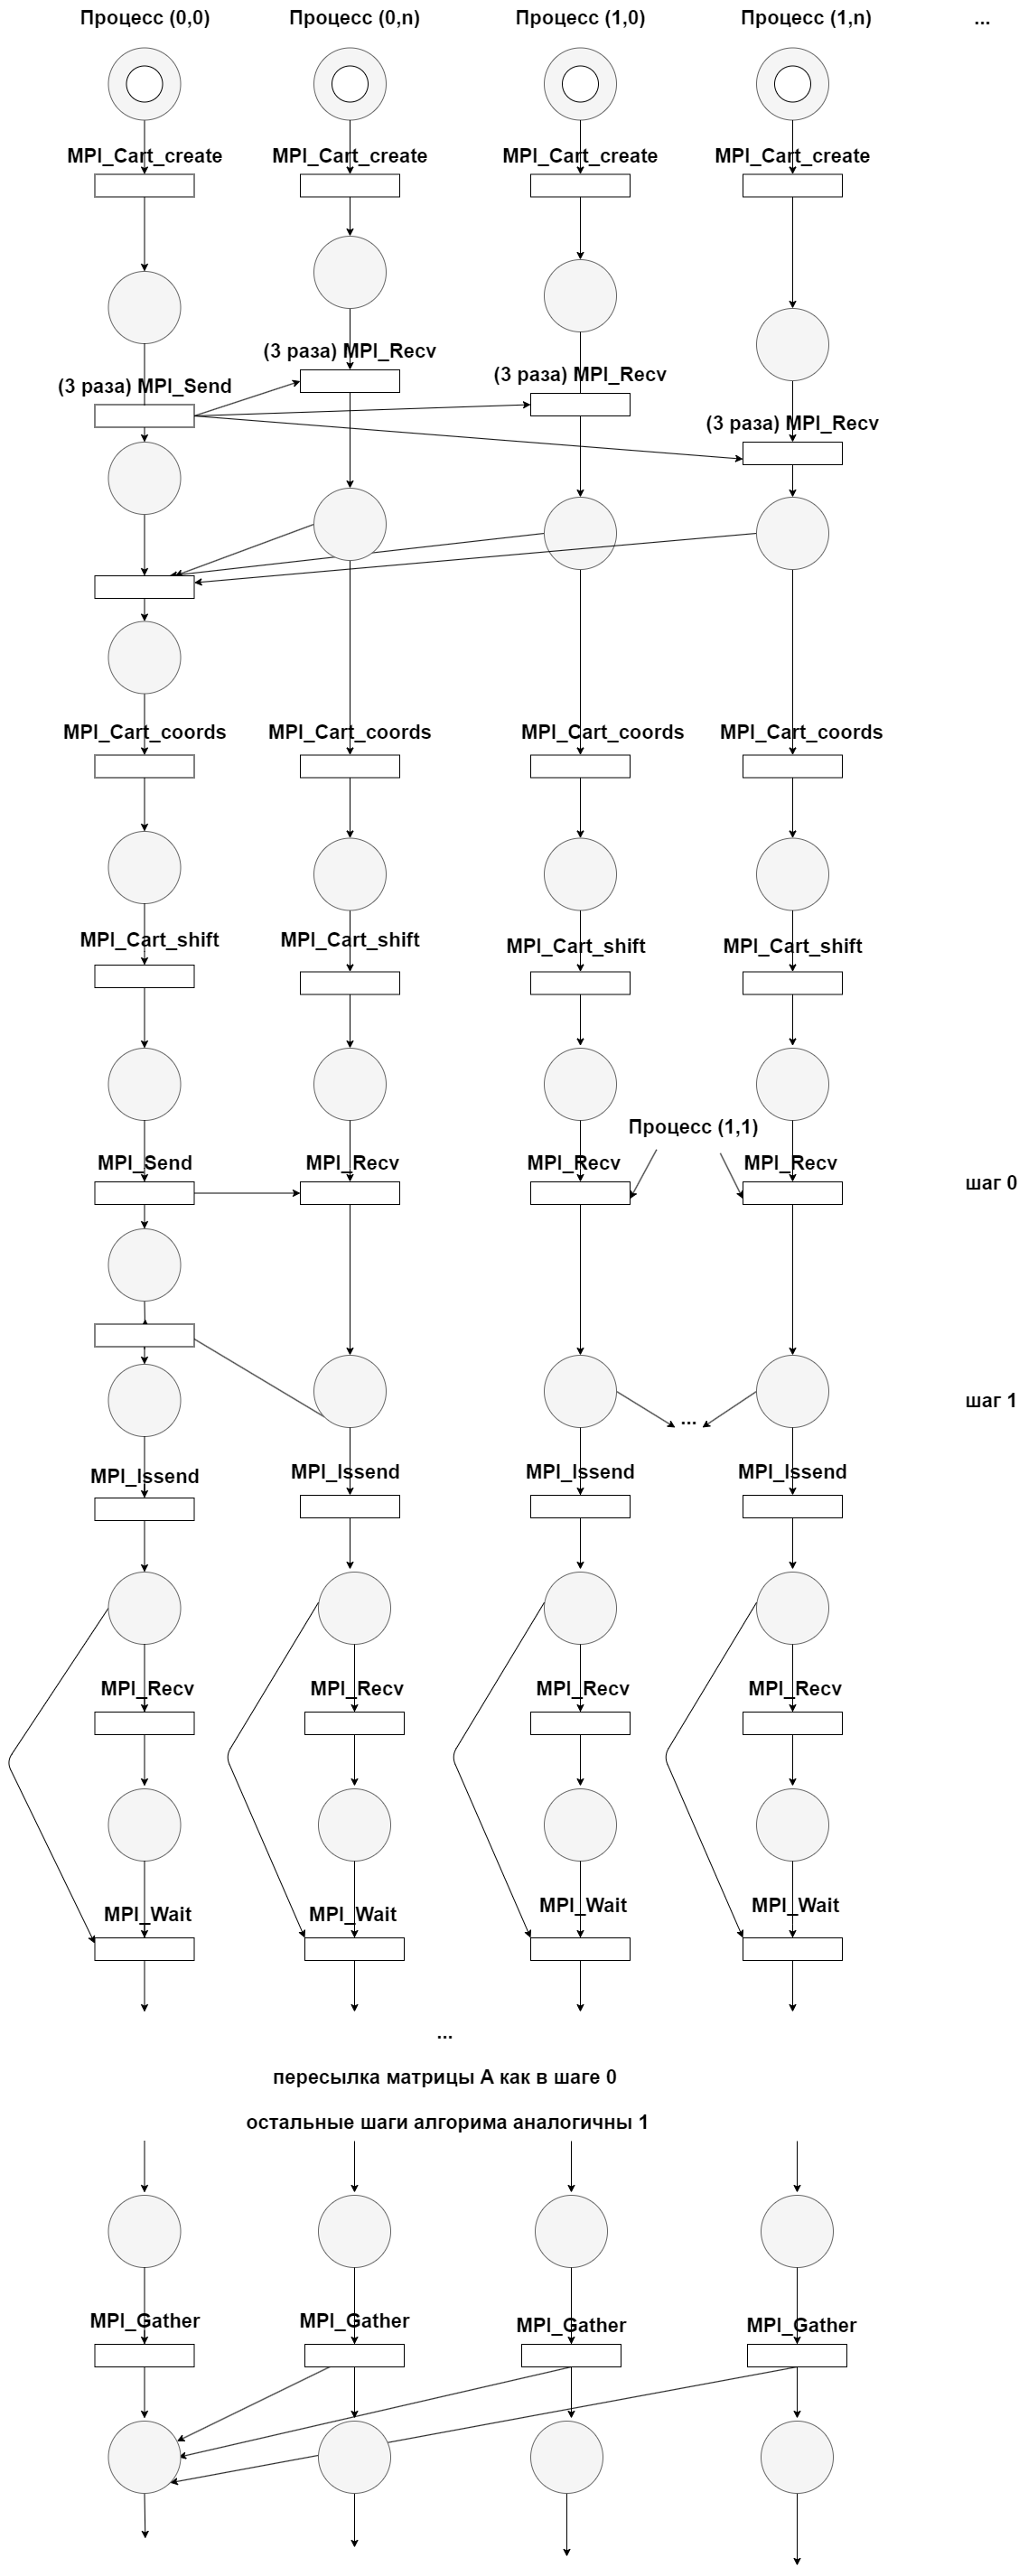 Процесс (0,0) Процесс (0,n) Процесс (1,0) Процесс (1,n) ...
MPI_Cart_create MPI_Cart_create MPI_Cart_create MPI_Cart_create
(3 раза) MPI_Recv
(3 раза) MPI_Recv
(3 раза) MPI_Send
(3 раза) MPI_Recv
MPI_Cart_coords MPI_Cart_coords MPI_Cart_coords MPI_Cart_coords
MPI_Cart_shift MPI_Cart_shift MPI_Cart_shift MPI_Cart_shift
Процесс (1,1)
MPI_Send MPI_Recv MPI_Recv MPI_Recv
шаг 0
шаг 1
...
MPI_Issend MPI_Issend MPI_Issend MPI_Issend
MPI_Recv MPI_Recv MPI_Recv MPI_Recv
MPI_Wait MPI_Wait MPI_Wait MPI_Wait
...
пересылка матрицы А как в шаге 0
остальные шаги алгорима аналогичны 1
MPI_Gather MPI_Gather MPI_Gather MPI_Gather